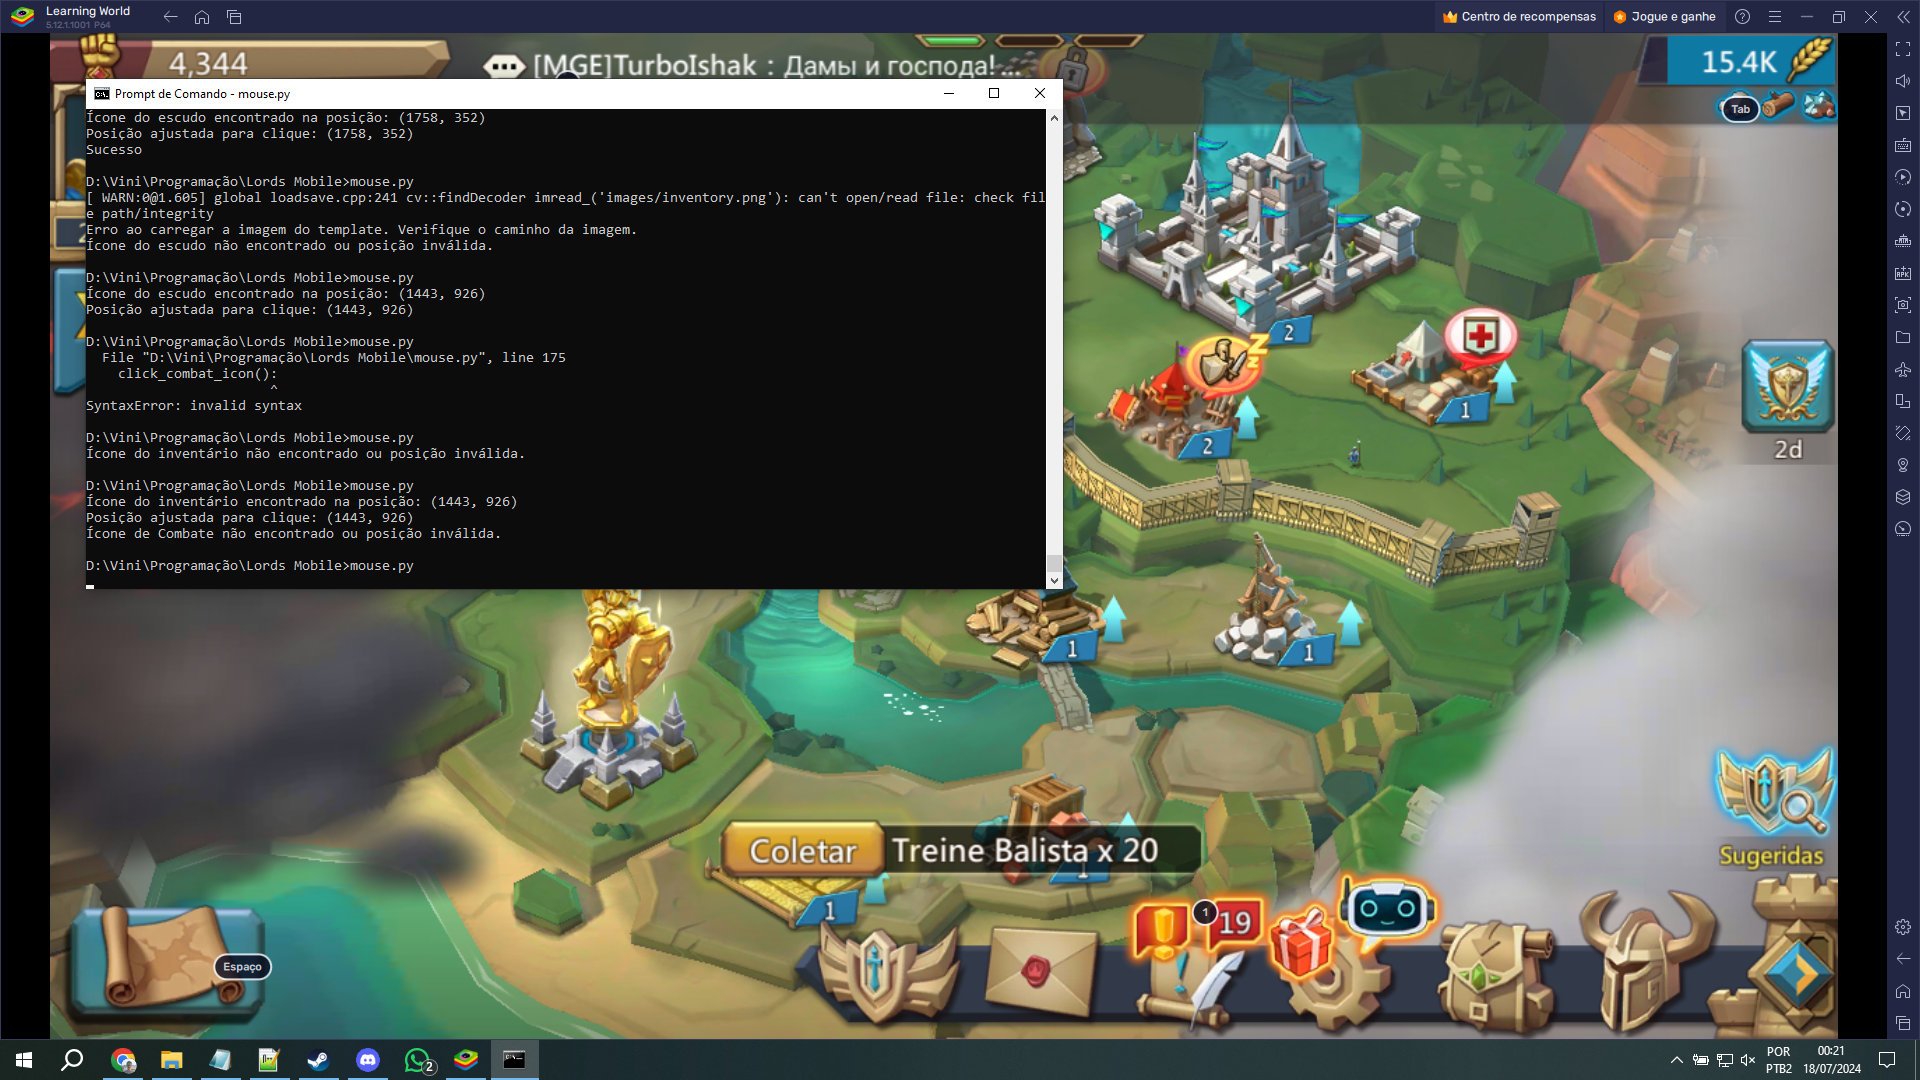 Learning World
5.12.1.1001 P64
Centro de recompensas
Jogue e ganhe
4,344
[MGE]TurboIshak : Дамы и господа!...
15.4K
Tab
Prompt de Comando - mouse.py
Ícone do escudo encontrado na posição: (1758, 352)
Posição ajustada para clique: (1758, 352)
Sucesso
D:\Vini\Programação\Lords Mobile>mouse.py
[ WARN:0@1.605] global loadsave.cpp:241 cv::findDecoder imread_('images/inventory.png'): can't open/read file: check fil
e path/integrity
Erro ao carregar a imagem do template. Verifique o caminho da imagem.
Ícone do escudo não encontrado ou posição inválida.
D:\Vini\Programação\Lords Mobile>mouse.py
Ícone do escudo encontrado na posição: (1443, 926)
Posição ajustada para clique: (1443, 926)
D:\Vini\Programação\Lords Mobile>mouse.py
File "D:\Vini\Programação\Lords Mobile\mouse.py", line 175
click_combat_icon():
^
SyntaxError: invalid syntax
D:\Vini\Programação\Lords Mobile>mouse.py
Ícone do inventário não encontrado ou posição inválida.
D:\Vini\Programação\Lords Mobile>mouse.py
Ícone do inventário encontrado na posição: (1443, 926)
Posição ajustada para clique: (1443, 926)
Ícone de Combate não encontrado ou posição inválida.
D:\Vini\Programação\Lords Mobile>mouse.py
2
2
1
2d
1
1
Sugeridas
Coletar
Treine Balista x 20
1
1
1
19
Espaço
2
POR
PTB2
00:21
18/07/2024